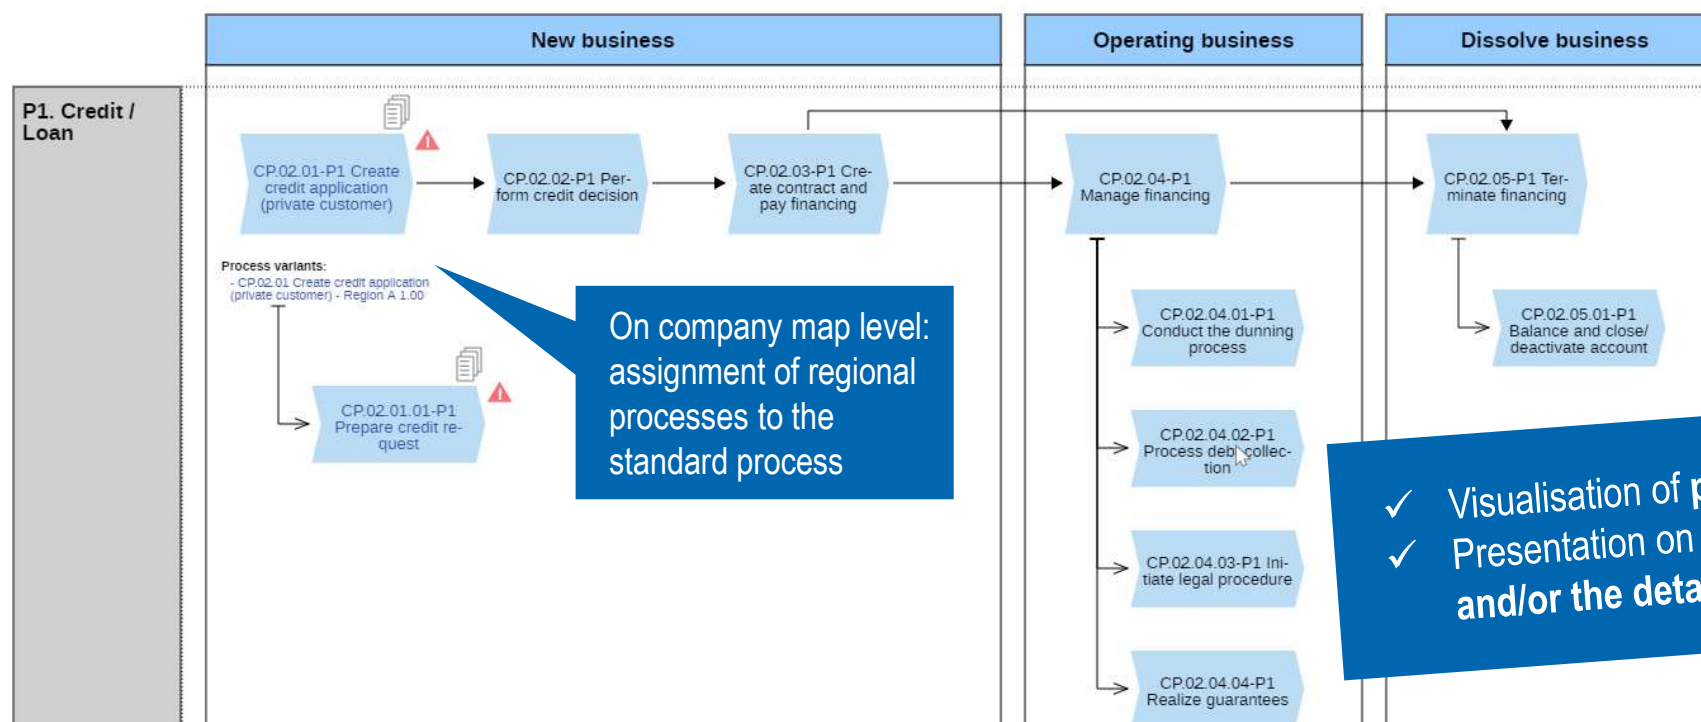 New business
Operating business
Dissolve business
P1. Credit /
Loan
CP.02.01-P1 Create
credit application
(private customer)
CP.02.02-P1 Per-
form credit decision
CP.02.03-P1 Cre-
ate contract and
pay financing
CP.02.04-P1
Manage financing
CP.02.05-P1 Ter-
minate financing
Process variants:
- CP.02.01 Create credit application
(private customer) - Region A 1.00
CP.02.01.01-P1
Prepare credit re-
quest
On company map level:
assignment of regional
processes to the
standard process
CP.02.04.01-P1
Conduct the dunning
process
CP.02.04.02-P1
Process debt collec-
tion
CP.02.04.03-P1 Ini-
tiate legal procedure
CP.02.04.04-P1
Realize guarantees
CP.02.05.01-P1
Balance and close/
deactivate account
✓ Visualisation of
✓ Presentation on
and/or the